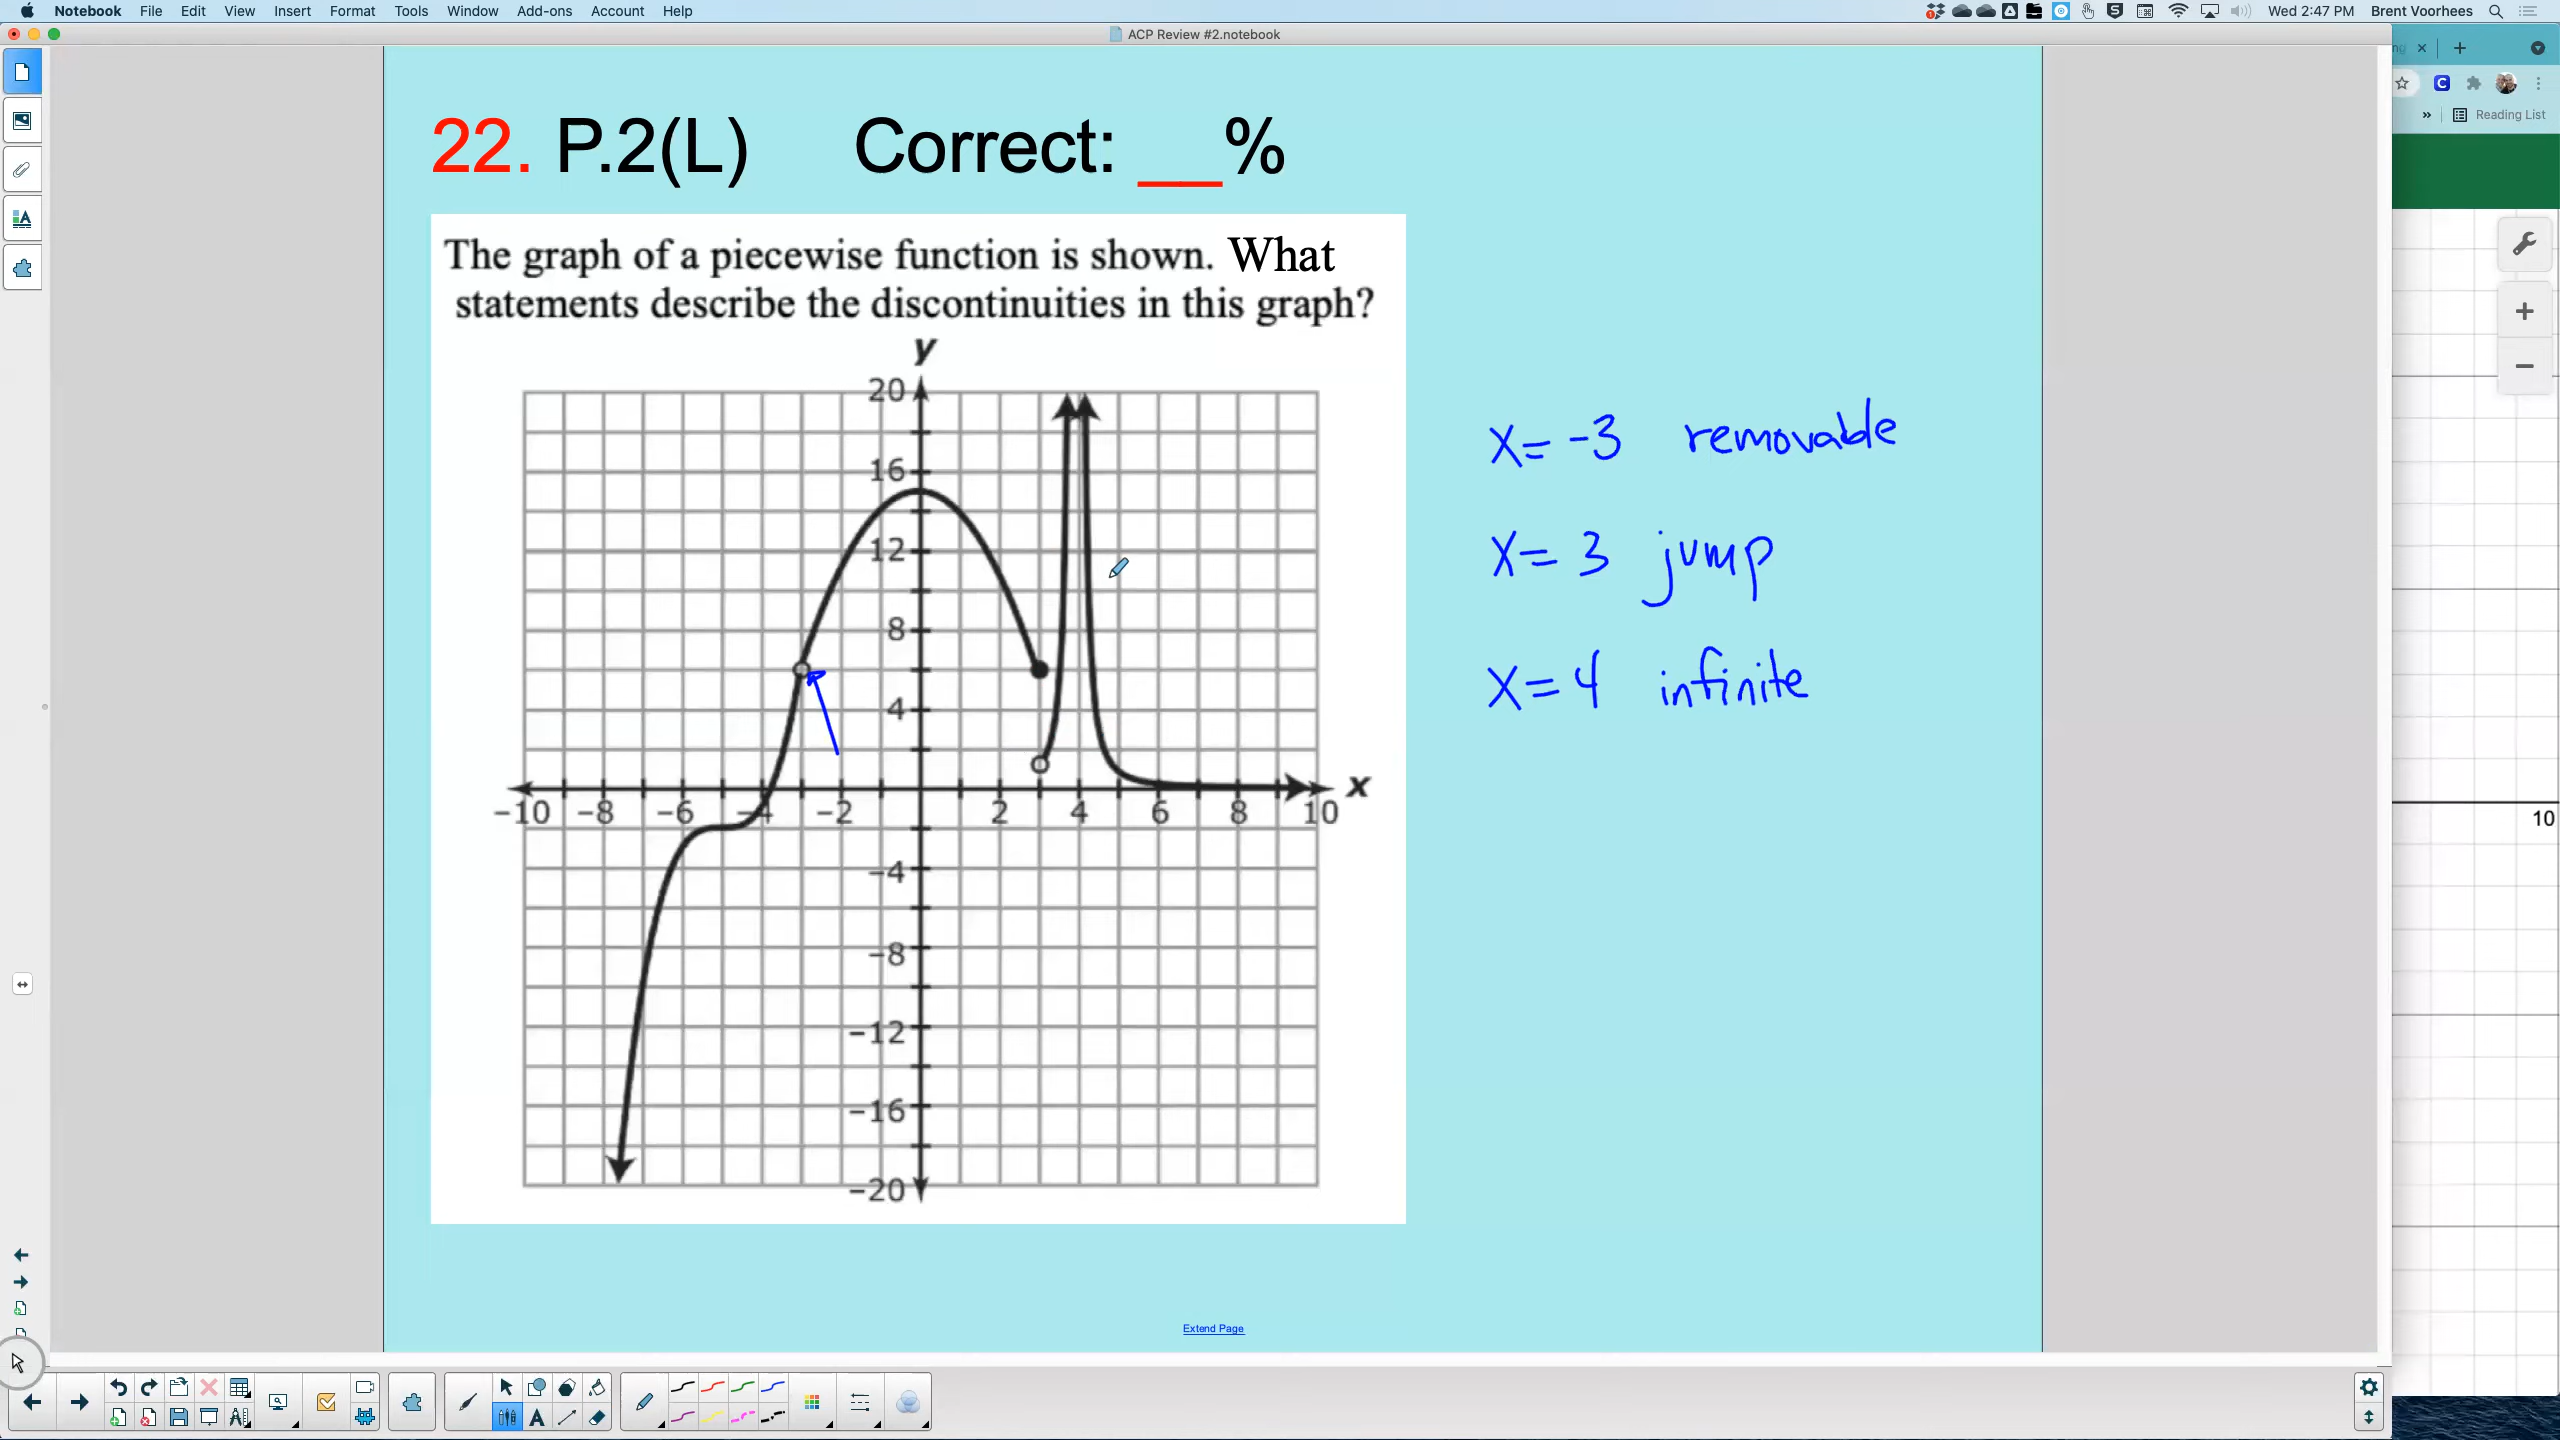 Notebook File Edit View Insert Format Tools Window Add-ons Account Help Wed 2:47 PM Brent Voorhees
ACP Review #2.notebook
Reading List
22. P.2(L) Correct: __%
The graph of a piecewise function is shown. What
statements describe the discontinuities in this graph?
y
20
16
12
8
4
-10 -8 -6 -4 -2 2 4 6 8 10 x
-4
-8
-12
-16
-20
x= -3 removable
x= 3 jump
x= 4 infinite
10
Extend Page